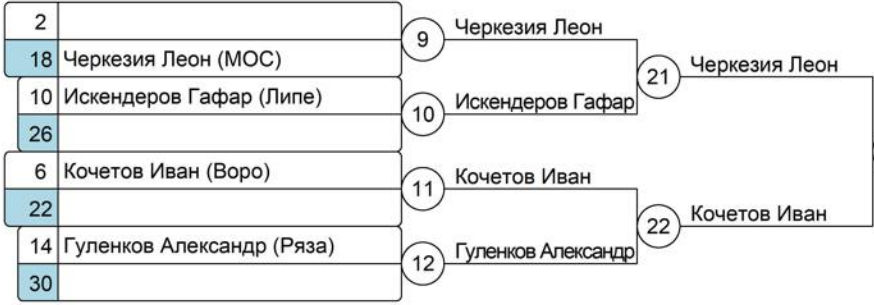 2
18 Черкезия Леон (МОС)
10 Искендеров Гафар (Липе)
26
6 Кочетов Иван (Воро)
22
14 Гуленков Александр (Ряза)
30
9 Черкезия Леон
10 Искендеров Гафар
11 Кочетов Иван
12 Гуленков Александр
21 Черкезия Леон
22 Кочетов Иван